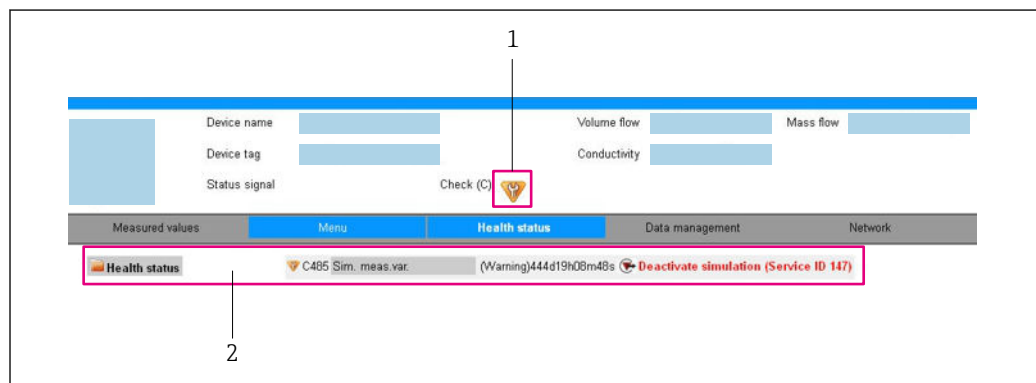 1
Device name Volume flow Mass flow
Device tag Conductivity
Status signal Check (C)
Measured values Menu Health status Data management Network
Health status C485 Sim. meas.var. (Warning)444d19h08m48s Deactivate simulation (Service ID 147)
2